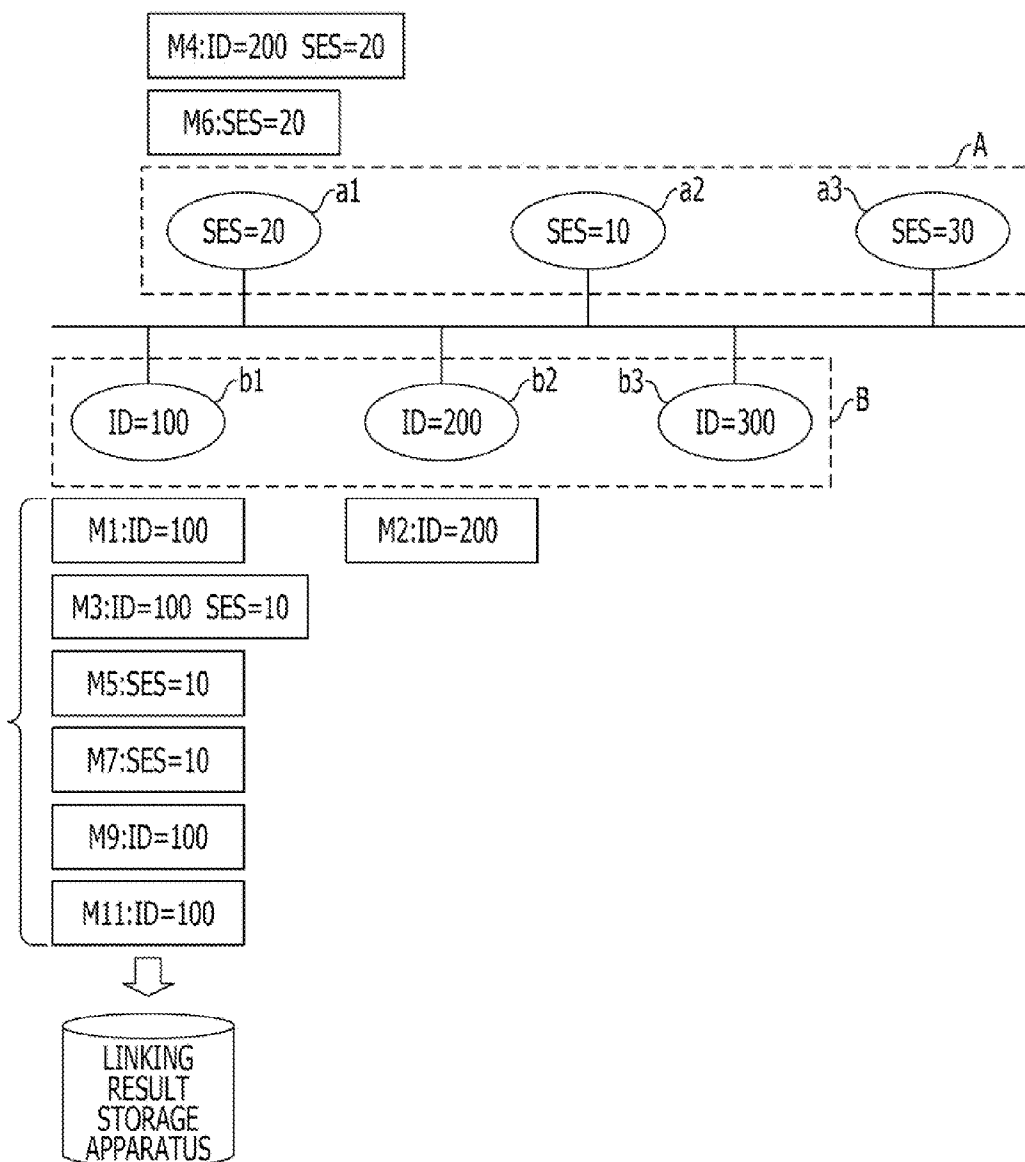 M4:ID=200 SES=20
M6:SES=20
A
a1
a2
a3
SES=20
SES=10
SES=30
b1
b2
b3
B
ID=100
ID=200
ID=300
M1:ID=100
M2:ID=200
M3:ID=100 SES=10
M5:SES=10
M7:SES=10
M9:ID=100
M11:ID=100
LINKING
RESULT
STORAGE
APPARATUS